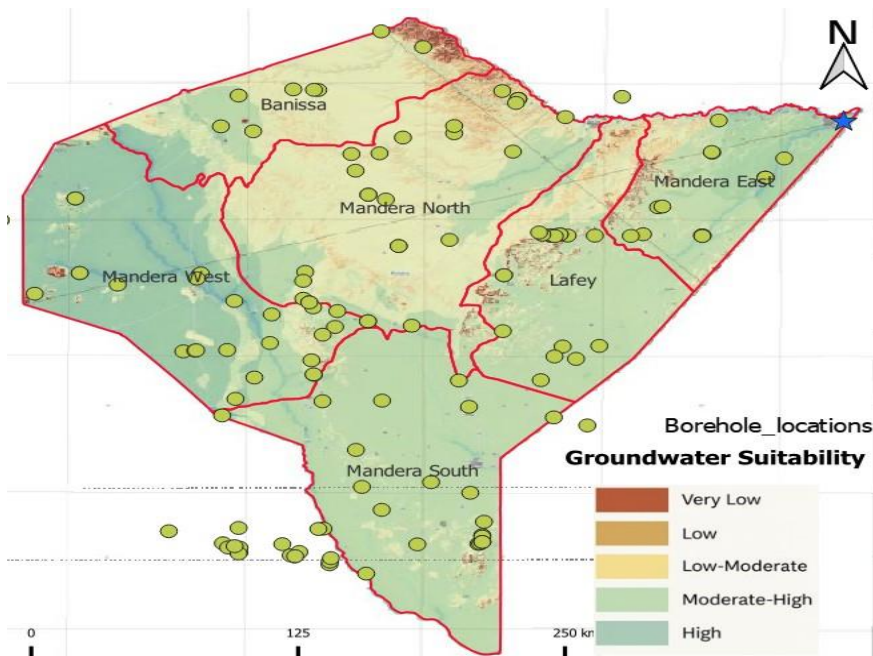 N
Banissa
Mandera East
Mandera North
Mandera West
Lafey
Borehole_locations
Groundwater Suitability
Mandera South
Very Low
Low
Low-Moderate
Moderate-High
High
0 125 250 km